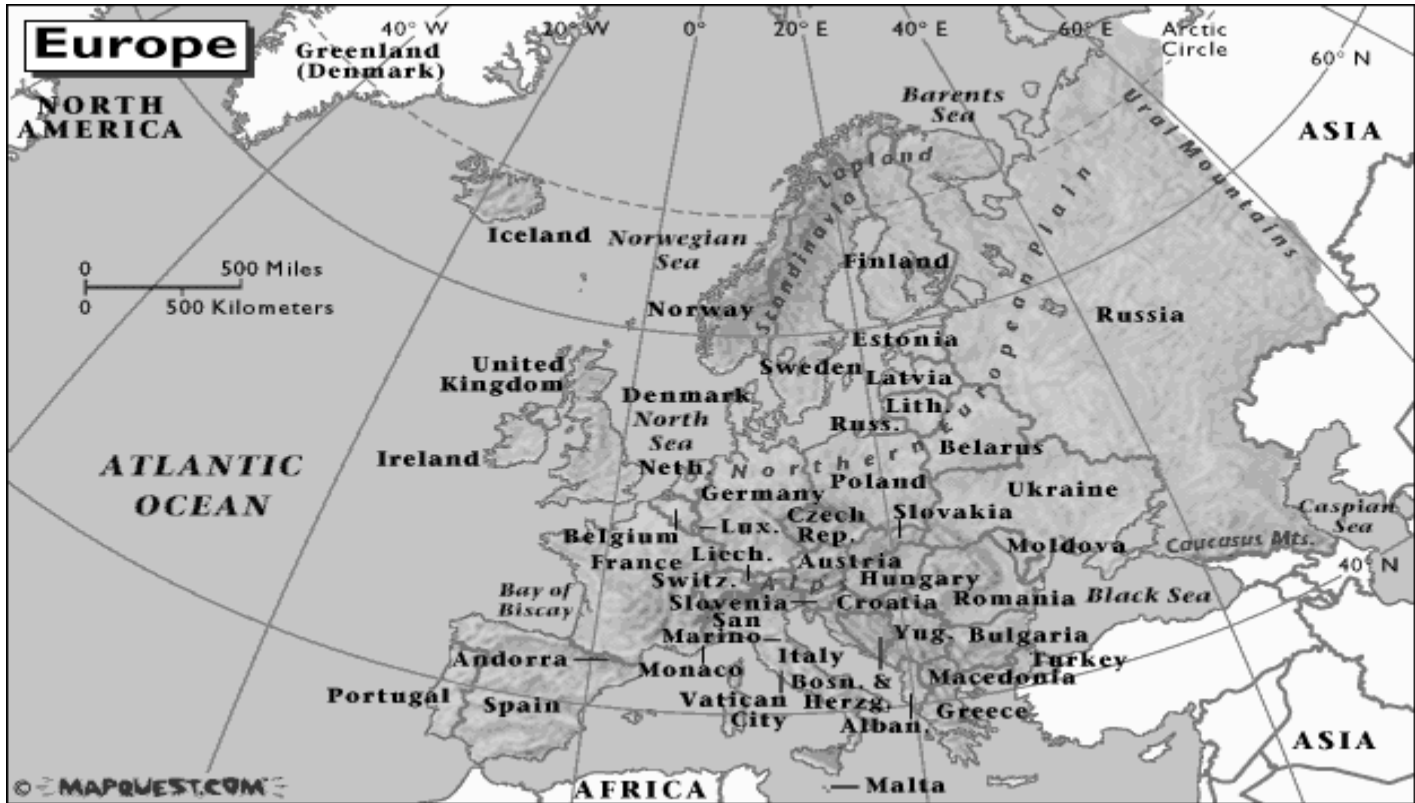 Europe
40° W
20° W
0°
20° E
40° E
60° E
Arctic
Circle
60° N
Greenland
(Denmark)
NORTH
AMERICA
Barents
Sea
Ural Mountains
ASIA
Lapland
Iceland
Norwegian
Sea
Scandinavia
Finland
0 500 Miles
0 500 Kilometers
Norway
Russia
Northern European Plain
Estonia
United
Kingdom
Sweden
Latvia
Denmark
Lith.
North
Sea
Russ.
Belarus
Ireland
ATLANTIC
OCEAN
Neth.
Poland
Germany
Ukraine
Czech
Rep.
Slovakia
Caspian
Sea
Belgium
Lux.
Moldova
Caucasus Mts.
France
Liech.
Austria
40° N
Switz.
Alps
Hungary
Bay of
Biscay
Slovenia
Croatia
Romania
Black Sea
San
Marino
Yug.
Bulgaria
Andorra
Monaco
Italy
Turkey
Bosn. &
Herzg.
Macedonia
Portugal
Spain
Vatican
City
Alban.
Greece
ASIA
© MAPQUEST.COM
AFRICA
Malta